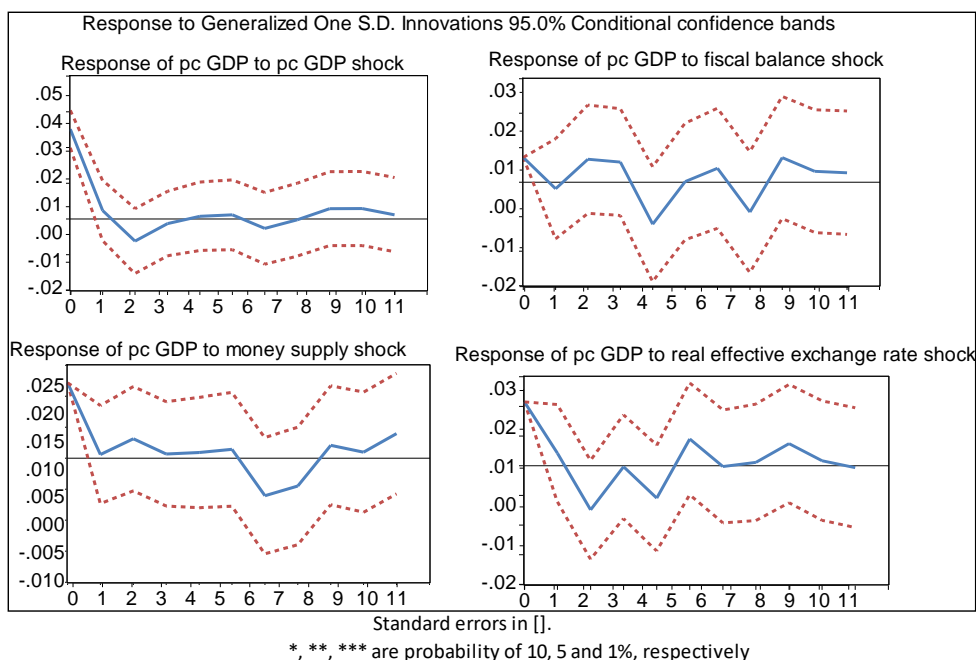 Response to Generalized One S.D. Innovations 95.0% Conditional confidence bands
Response of pc GDP to pc GDP shock
.05
.04
.03
.02
.01
.00
-.01
-.02
0 1 2 3 4 5 6 7 8 9 10 11
Response of pc GDP to fiscal balance shock
.03
.02
.01
.00
-.01
-.02
0 1 2 3 4 5 6 7 8 9 10 11
Response of pc GDP to money supply shock
.025
.020
.015
.010
.005
.000
-.005
-.010
0 1 2 3 4 5 6 7 8 9 10 11
Response of pc GDP to real effective exchange rate shock
.03
.02
.01
.00
-.01
-.02
0 1 2 3 4 5 6 7 8 9 10 11
Standard errors in [].
*, **, *** are probability of 10, 5 and 1%, respectively